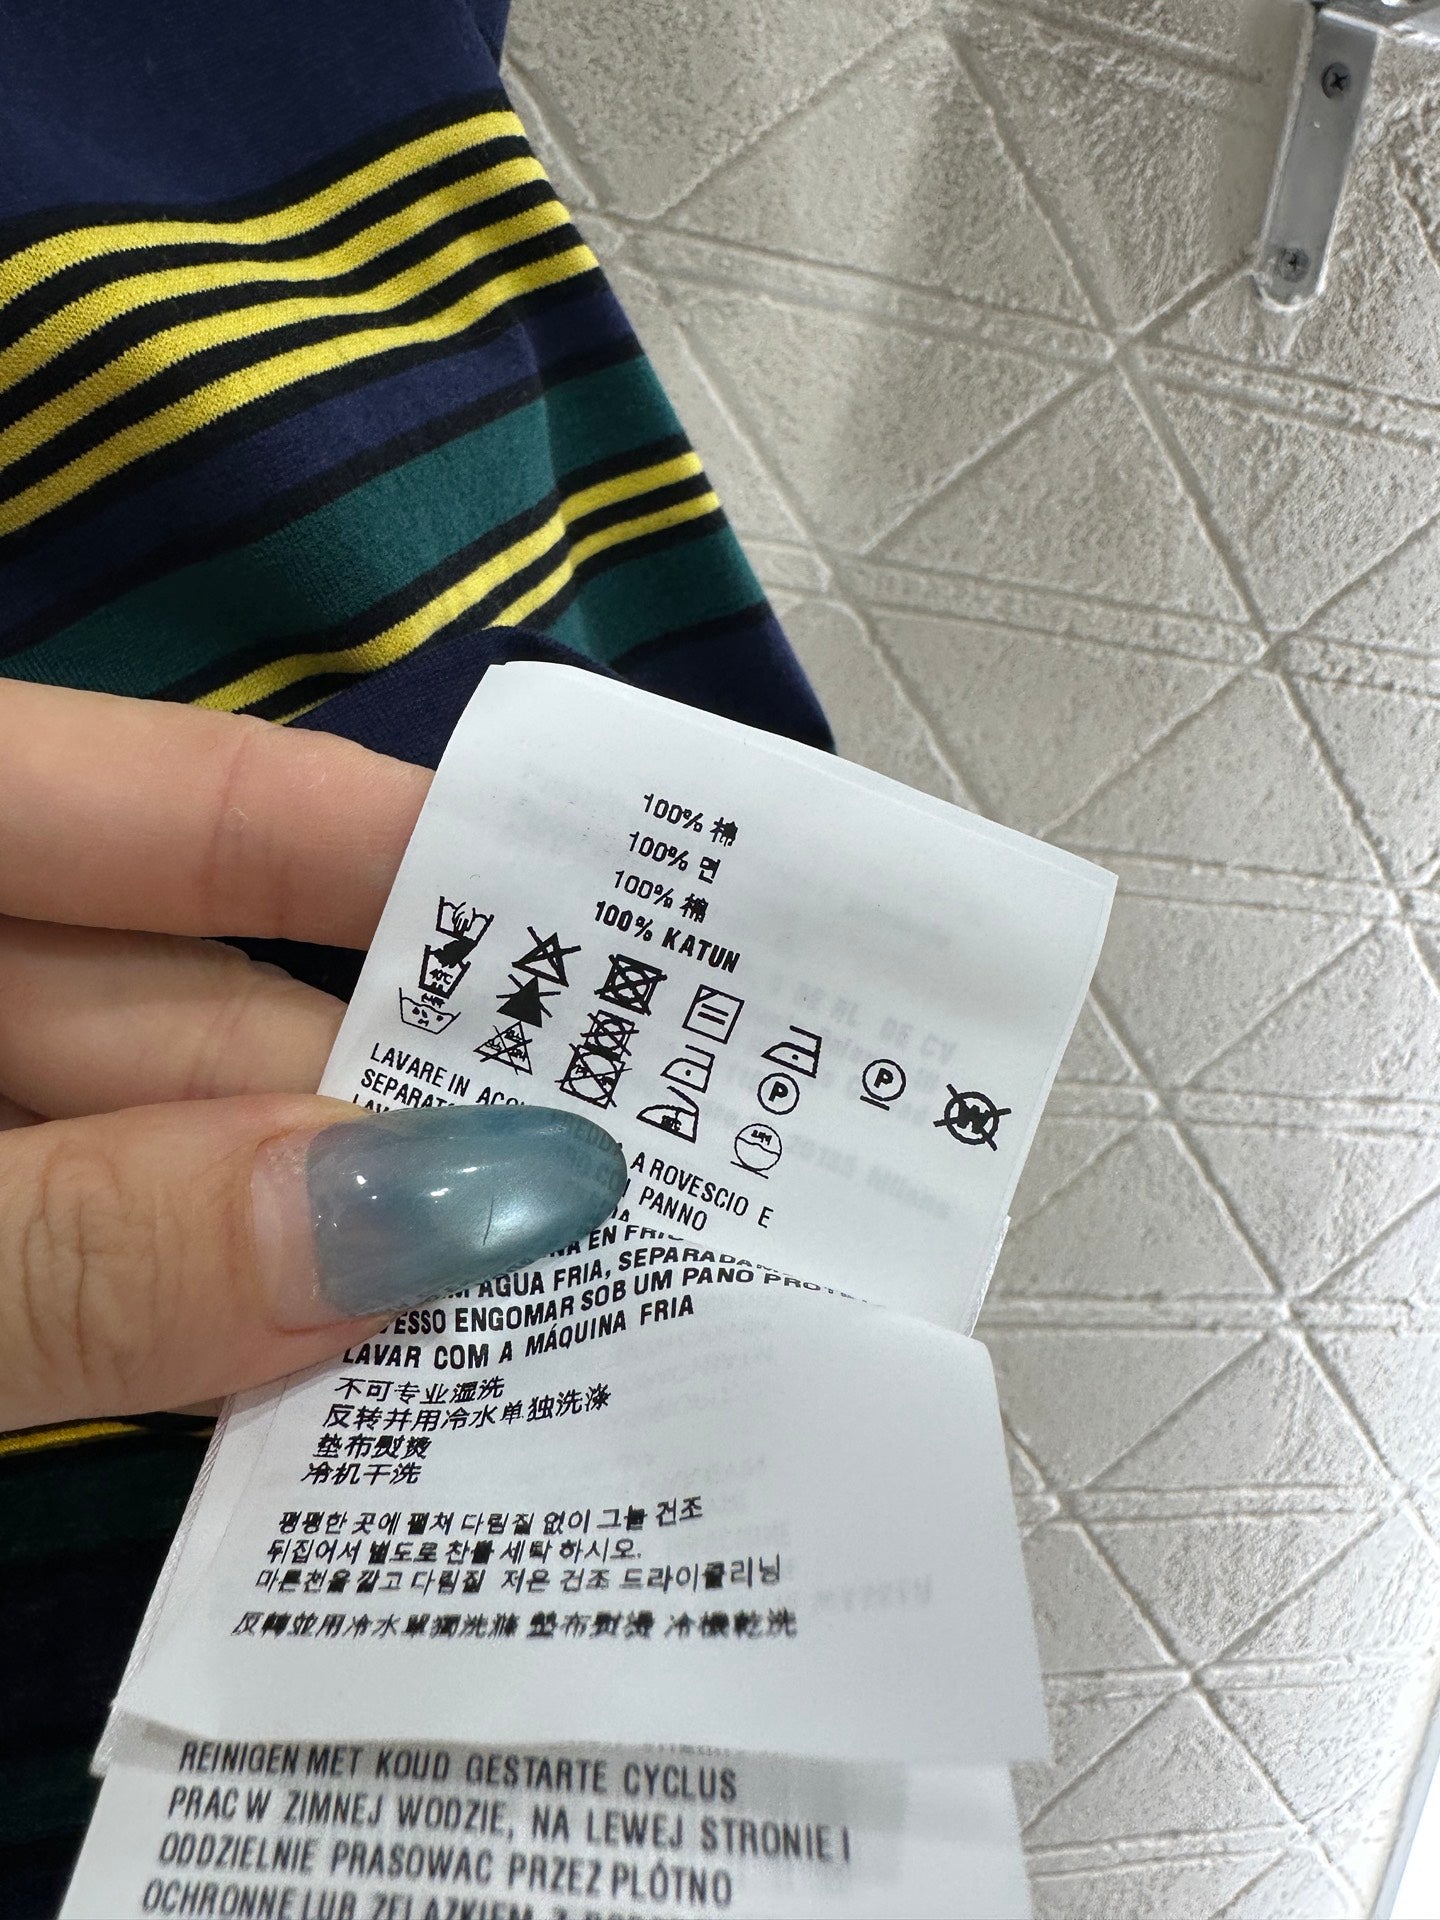 100% 棉
100% 면
100% 棉
100% KATUN
P
P
W
LAVARE IN
A ROVESCIO E
PANNO
EN
AGUA FRIA,
ENGOMAR SOB UM PANO
LAVAR COM A MÁQUINA FRIA
不可专业湿洗
反转并用冷水单独洗涤
垫布熨烫
冷机干洗
평평한 곳에 펼쳐 다림질 없이 그늘 건조
뒤집어서 별도로 찬물 세탁 하시오.
마른천을 깔고 다림질 저온 건조 드라이클리닝
反轉並用冷水單獨洗滌 墊布熨燙 冷機乾洗
REINIGEN MET KOUD GESTARTE CYCLUS
PRAC W ZIMNEJ WODZIE, NA LEWEJ STRONIE I
ODDZIELNIE PRASOWAC PRZEZ PLÓTNO
OCHRONNE LUB ZELAZKIEM Z